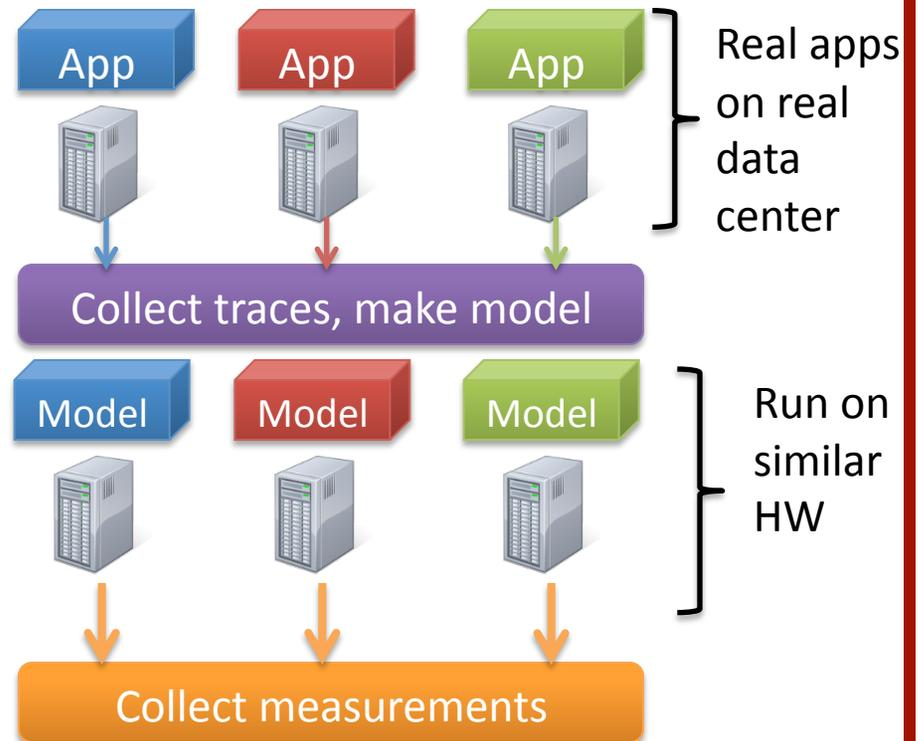 App
App
App
Real apps
on real
data
center
Collect traces, make model
Model
Model
Model
Run on
similar
HW
Collect measurements